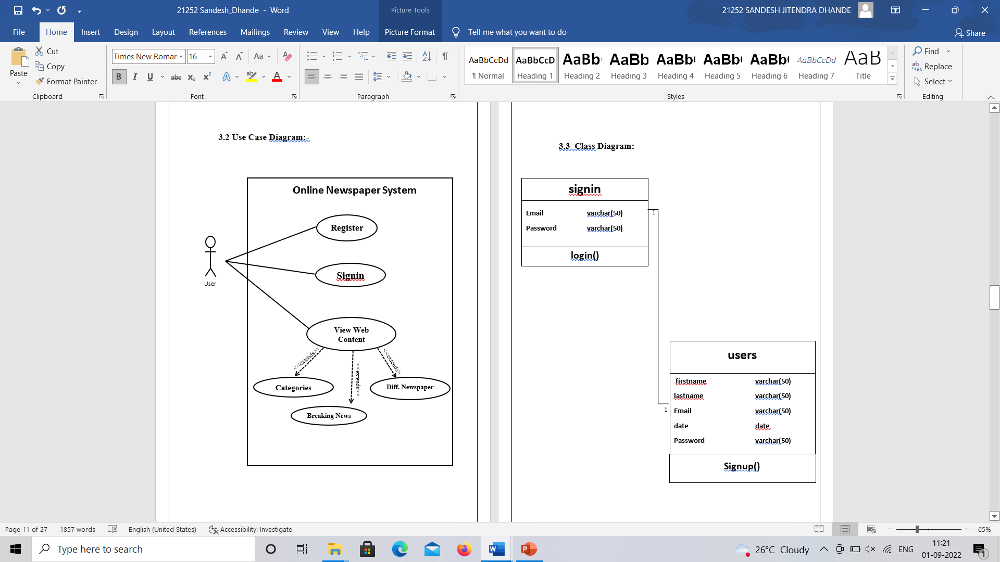 21252 Sandesh_Dhande - Word
Picture Tools
21252 SANDESH JITENDRA DHANDE
File Home Insert Design Layout References Mailings Review View Help Picture Format Tell me what you want to do Share
Paste
Cut
Copy
Format Painter
Clipboard
Times New Romar 16
Aa
B I U abc x₂ x²
Font
Paragraph
AaBbCcDd AaBbCcD AaBb AaBb AaBb AaBb AaBb AaBbCcDd AaB
¶ Normal Heading 1 Heading 2 Heading 3 Heading 4 Heading 5 Heading 6 Heading 7 Title
Styles
Find
Replace
Select
Editing
3.2 Use Case Diagram:-
Online Newspaper System
Register
Signin
User
View Web
Content
<<extends>>
<<extends>>
<<extends>
Categories
Diff. Newspaper
Breaking News
3.3 Class Diagram:-
signin
Email varchar(50)
Password varchar(50)
login()
1
1
users
firstname varchar(50)
lastname varchar(50)
Email varchar(50)
date date
Password varchar(50)
Signup()
Page 11 of 27 1857 words English (United States) Accessibility: Investigate 65%
Type here to search
26°C Cloudy
ENG
11:21
01-09-2022
1